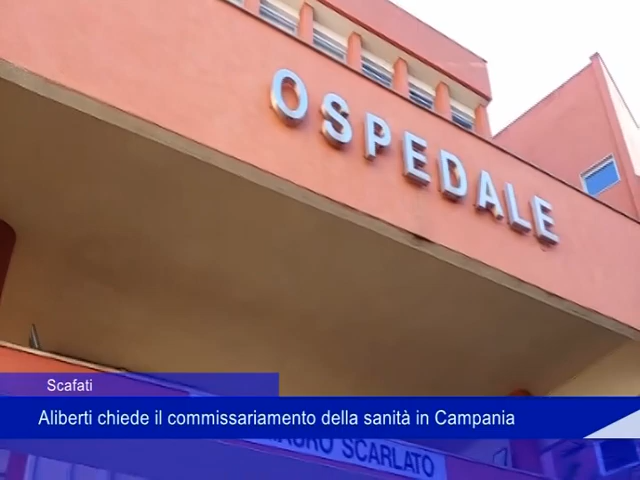 OSPEDALE
Scafati
Aliberti chiede il commissariamento della sanità in Campania
MAURO SCARLATO